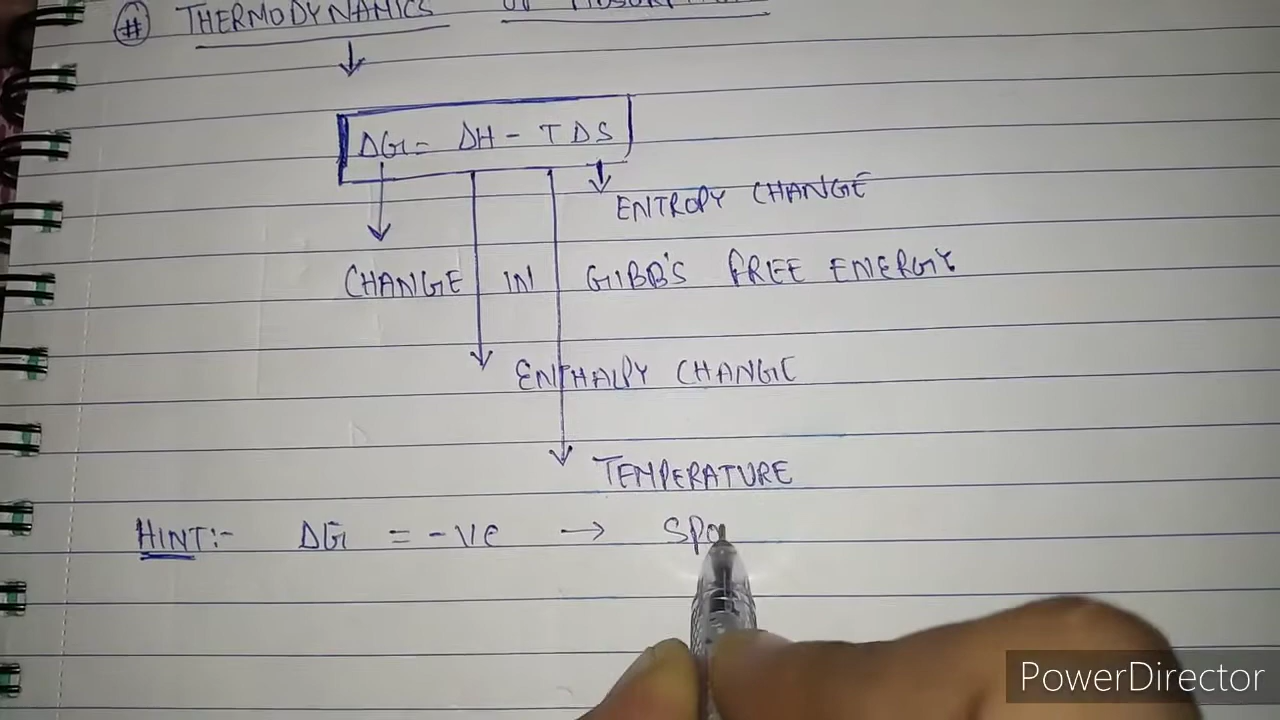 # THERMODYNAMICS OF
ΔG = ΔH - TΔS
ENTROPY CHANGE
CHANGE IN GIBB'S FREE ENERGY
ENTHALPY CHANGE
TEMPERATURE
HINT:- ΔG = -ve → SPO
PowerDirector